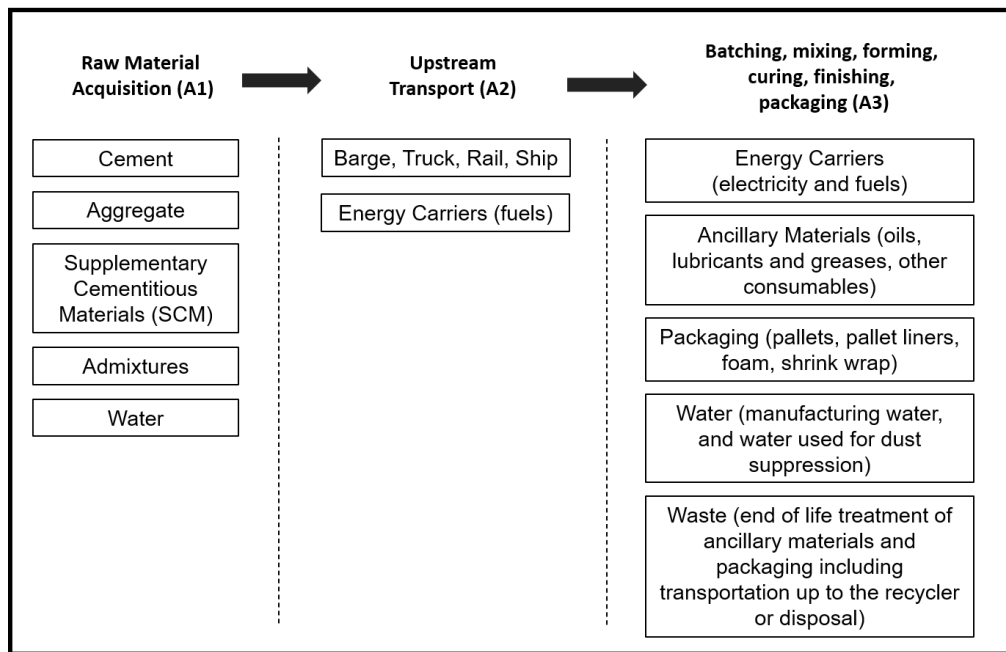 Raw Material
Acquisition (A1)
Upstream
Transport (A2)
Batching, mixing, forming,
curing, finishing,
packaging (A3)
Cement
Aggregate
Supplementary
Cementitious
Materials (SCM)
Admixtures
Water
Barge, Truck, Rail, Ship
Energy Carriers (fuels)
Energy Carriers
(electricity and fuels)
Ancillary Materials (oils,
lubricants and greases, other
consumables)
Packaging (pallets, pallet liners,
foam, shrink wrap)
Water (manufacturing water,
and water used for dust
suppression)
Waste (end of life treatment of
ancillary materials and
packaging including
transportation up to the recycler
or disposal)